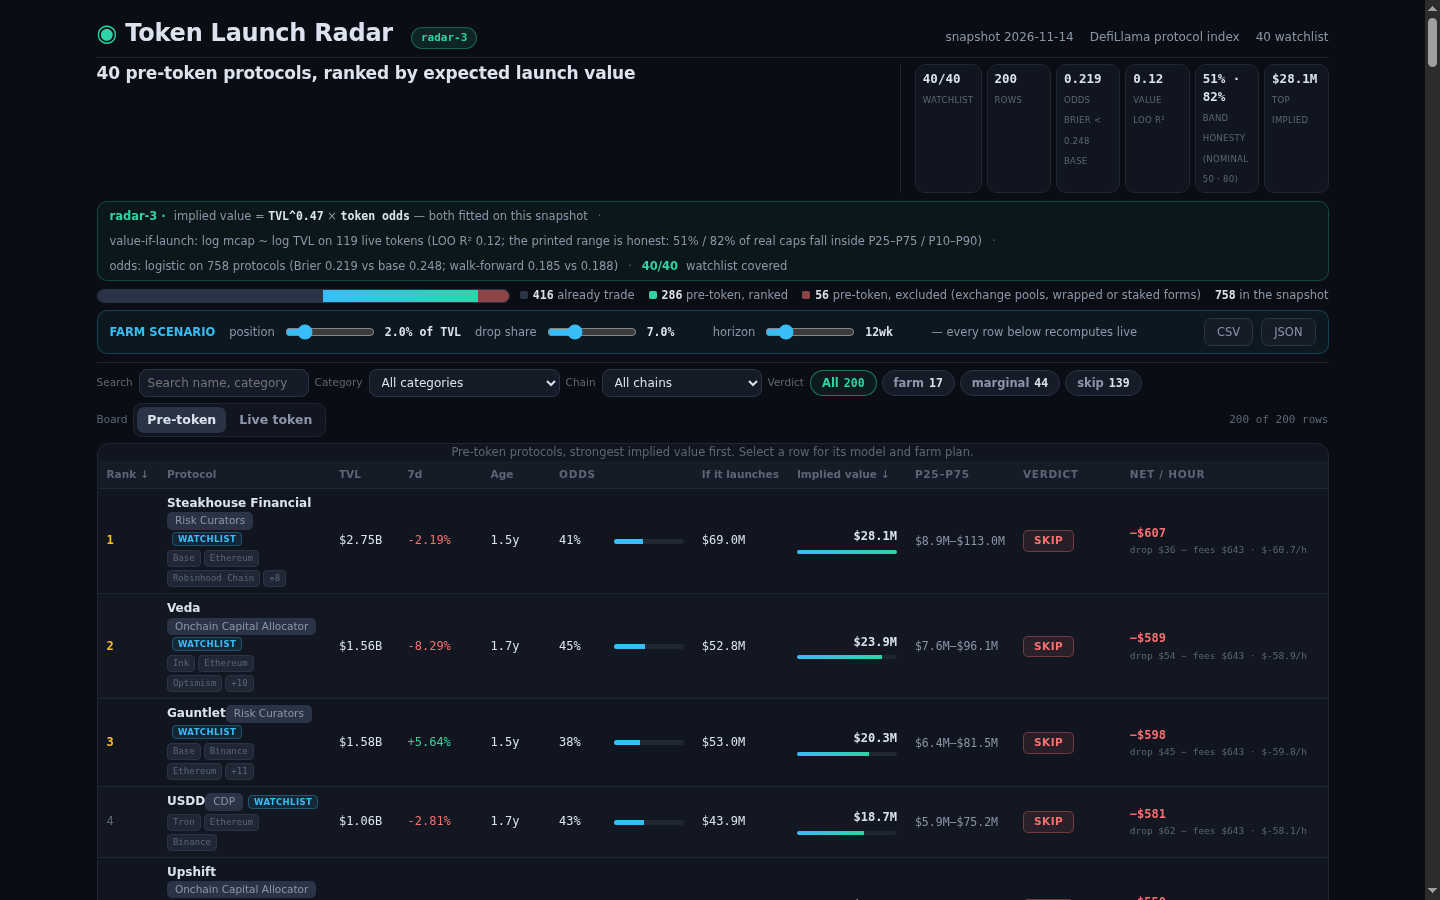 ◉ Token Launch Radar radar-3 snapshot 2026-11-14 DefiLlama protocol index 40 watchlist
40 pre-token protocols, ranked by expected launch value
40/40 WATCHLIST
200 ROWS
0.219 ODDS BRIER < 0.248 BASE
0.12 VALUE LOO R²
51% · 82% BAND HONESTY (NOMINAL 50 · 80)
$28.1M TOP IMPLIED
radar-3 · implied value = TVL^0.47 × token odds — both fitted on this snapshot ·
value-if-launch: log mcap ~ log TVL on 119 live tokens (LOO R² 0.12; the printed range is honest: 51% / 82% of real caps fall inside P25–P75 / P10–P90) ·
odds: logistic on 758 protocols (Brier 0.219 vs base 0.248; walk-forward 0.185 vs 0.188) · 40/40 watchlist covered
416 already trade 286 pre-token, ranked 56 pre-token, excluded (exchange pools, wrapped or staked forms) 758 in the snapshot
FARM SCENARIO position 2.0% of TVL drop share 7.0% horizon 12wk — every row below recomputes live CSV JSON
Search Search name, category Category All categories Chain All chains Verdict All 200 farm 17 marginal 44 skip 139
Board Pre-token Live token 200 of 200 rows
Pre-token protocols, strongest implied value first. Select a row for its model and farm plan.
Rank ↓ Protocol TVL 7d Age ODDS If it launches Implied value ↓ P25–P75 VERDICT NET / HOUR
Steakhouse Financial
Risk Curators
WATCHLIST
Base Ethereum
Robinhood Chain +8
1 $2.75B -2.19% 1.5y 41% $69.0M $28.1M $8.9M–$113.0M SKIP −$607
drop $36 − fees $643 · $-60.7/h
Veda
Onchain Capital Allocator
WATCHLIST
Ink Ethereum
Optimism +10
2 $1.56B -8.29% 1.7y 45% $52.8M $23.9M $7.6M–$96.1M SKIP −$589
drop $54 − fees $643 · $-58.9/h
Gauntlet Risk Curators
WATCHLIST
Base Binance
Ethereum +11
3 $1.58B +5.64% 1.5y 38% $53.0M $20.3M $6.4M–$81.5M SKIP −$598
drop $45 − fees $643 · $-59.8/h
USDD CDP WATCHLIST
Tron Ethereum
Binance
4 $1.06B -2.81% 1.7y 43% $43.9M $18.7M $5.9M–$75.2M SKIP −$581
drop $62 − fees $643 · $-58.1/h
Upshift
Onchain Capital Allocator